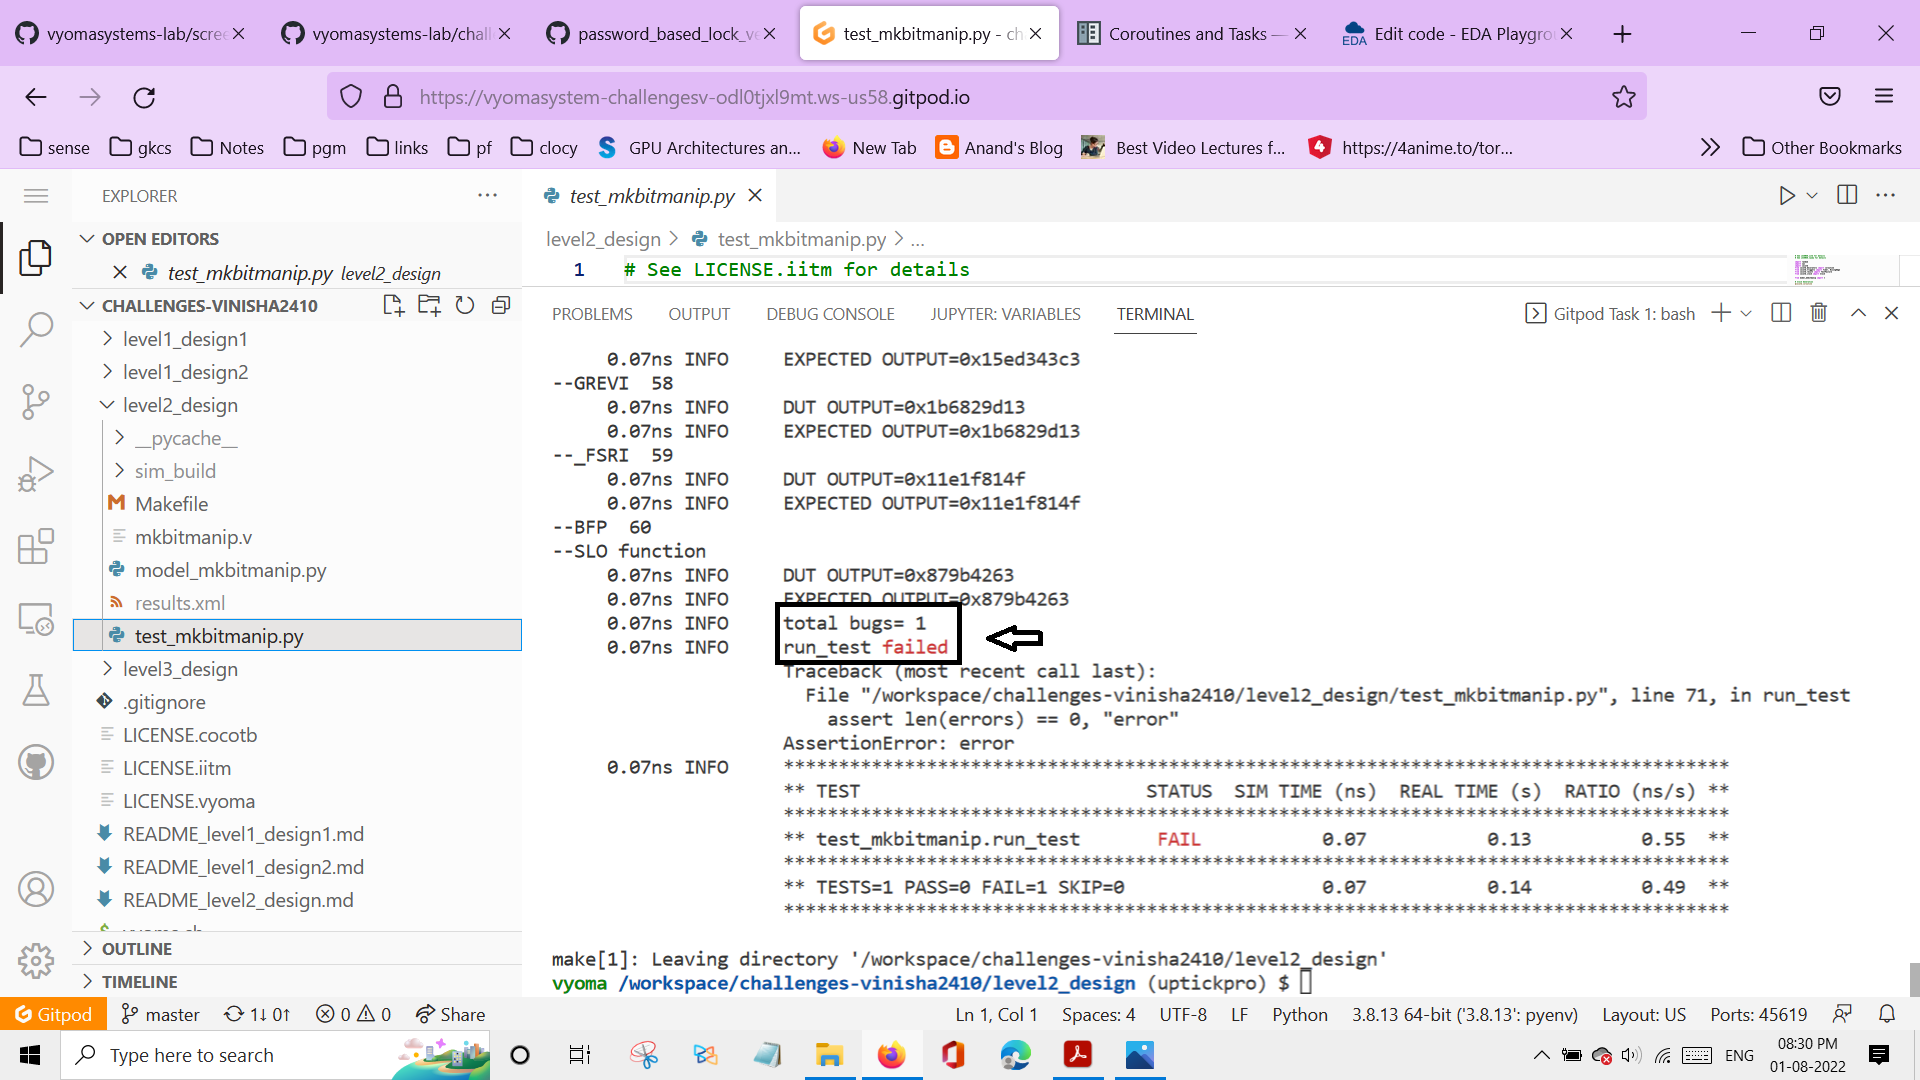 vyomasystems-lab/scre
vyomasystems-lab/chall
password_based_lock_ve
test_mkbitmanip.py - ch
Coroutines and Tasks —
EDA
Edit code - EDA Playgro
https://vyomasystem-challengesv-odl0tjxl9mt.ws-us58.gitpod.io
sense
gkcs
Notes
pgm
links
pf
clocy
GPU Architectures an...
New Tab
Anand's Blog
Best Video Lectures f...
https://4anime.to/tor...
Other Bookmarks
EXPLORER
OPEN EDITORS
test_mkbitmanip.py level2_design
CHALLENGES-VINISHA2410
level1_design1
level1_design2
level2_design
__pycache__
sim_build
Makefile
mkbitmanip.v
model_mkbitmanip.py
results.xml
test_mkbitmanip.py
level3_design
.gitignore
LICENSE.cocotb
LICENSE.iitm
LICENSE.vyoma
README_level1_design1.md
README_level1_design2.md
README_level2_design.md
OUTLINE
TIMELINE
test_mkbitmanip.py
level2_design > test_mkbitmanip.py > ...
1 # See LICENSE.iitm for details
PROBLEMS OUTPUT DEBUG CONSOLE JUPYTER: VARIABLES TERMINAL
Gitpod Task 1: bash
0.07ns INFO EXPECTED OUTPUT=0x15ed343c3
--GREVI 58
0.07ns INFO DUT OUTPUT=0x1b6829d13
0.07ns INFO EXPECTED OUTPUT=0x1b6829d13
--_FSRI 59
0.07ns INFO DUT OUTPUT=0x11e1f814f
0.07ns INFO EXPECTED OUTPUT=0x11e1f814f
--BFP 60
--SLO function
0.07ns INFO DUT OUTPUT=0x879b4263
0.07ns INFO EXPECTED OUTPUT=0x879b4263
0.07ns INFO total bugs= 1
0.07ns INFO run_test failed
Traceback (most recent call last):
File "/workspace/challenges-vinisha2410/level2_design/test_mkbitmanip.py", line 71, in run_test
assert len(errors) == 0, "error"
AssertionError: error
0.07ns INFO **************************************************************************************
** TEST STATUS SIM TIME (ns) REAL TIME (s) RATIO (ns/s) **
**************************************************************************************
** test_mkbitmanip.run_test FAIL 0.07 0.13 0.55 **
**************************************************************************************
** TESTS=1 PASS=0 FAIL=1 SKIP=0 0.07 0.14 0.49 **
**************************************************************************************
make[1]: Leaving directory '/workspace/challenges-vinisha2410/level2_design'
vyoma /workspace/challenges-vinisha2410/level2_design (uptickpro) $
Gitpod master 1↓ 0↑ 0 0 Share
Ln 1, Col 1 Spaces: 4 UTF-8 LF Python 3.8.13 64-bit ('3.8.13': pyenv) Layout: US Ports: 45619
Type here to search
ENG
08:30 PM
01-08-2022